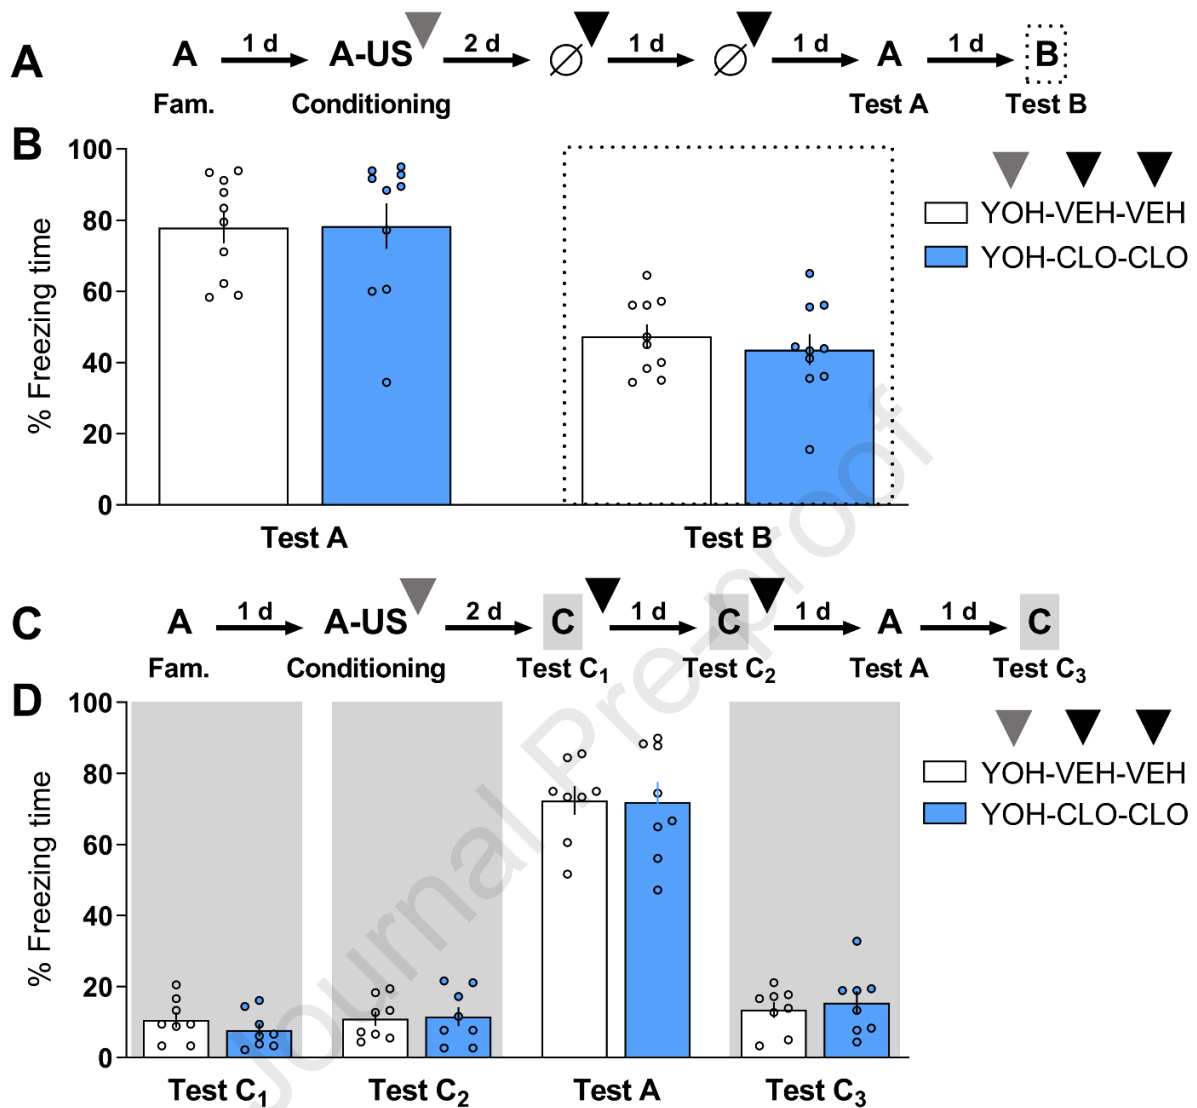 A
A 1 d A-US 2 d ∅ 1 d ∅ 1 d A 1 d B
Fam. Conditioning Test A Test B
B
% Freezing time
100
80
60
40
20
0
Test A Test B
YOH-VEH-VEH
YOH-CLO-CLO
C
A 1 d A-US 2 d C 1 d C 1 d A 1 d C
Fam. Conditioning Test C1 Test C2 Test A Test C3
D
% Freezing time
100
80
60
40
20
0
Test C1 Test C2 Test A Test C3
YOH-VEH-VEH
YOH-CLO-CLO
Journal Pre-proof